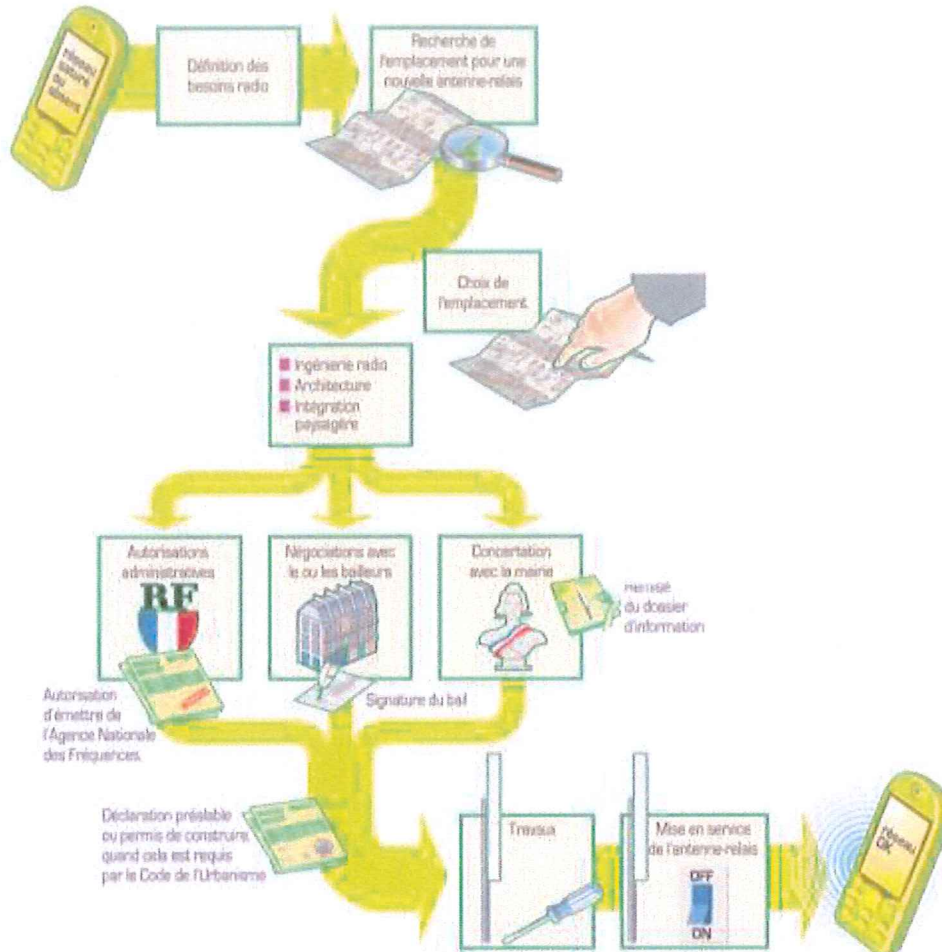 réseau
saturé
ou
absent
Définition des
besoins radio
Recherche de
l'emplacement pour une
nouvelle antenne-relais
Choix de
l'emplacement
Ingénierie radio
Architecture
Intégration
paysagère
Autorisations
administratives
RF
Négociations avec
le ou les bailleurs
Concertation
avec la mairie
remise
du dossier
d'information
Autorisation
d'émettre de
l'Agence Nationale
des Fréquences.
Signature du bail
Déclaration préalable
ou permis de construire,
quand cela est requis
par le Code de l'Urbanisme
Travaux
Mise en service
de l'antenne-relais
OFF
ON
réseau
OK